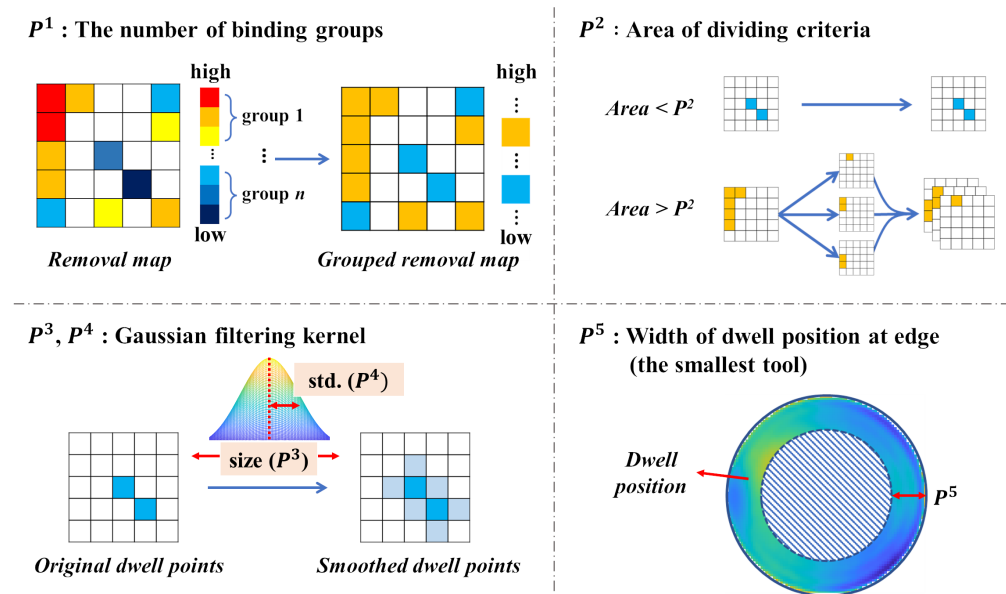 P¹ : The number of binding groups
high
group 1
⋮
group n
low
Removal map
⋮
high
⋮
⋮
⋮
low
Grouped removal map
P² : Area of dividing criteria
Area < P²
Area > P²
P³, P⁴ : Gaussian filtering kernel
std. (P⁴)
size (P³)
Original dwell points
Smoothed dwell points
P⁵ : Width of dwell position at edge
(the smallest tool)
Dwell
position
P⁵